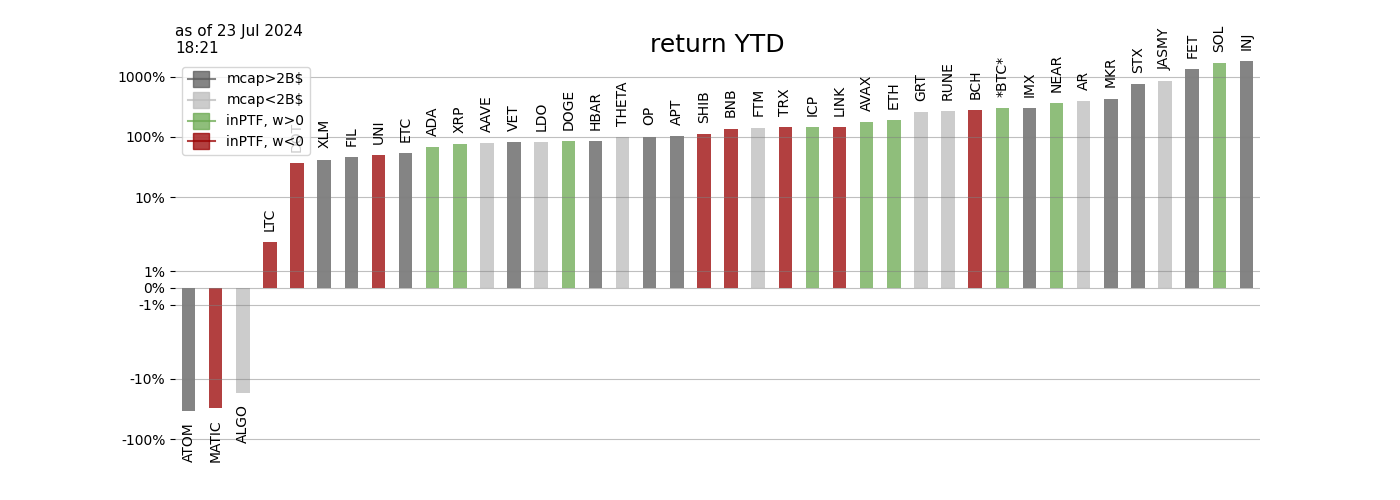 as of 23 Jul 2024
18:21
return YTD
mcap>2B$
mcap<2B$
inPTF, w>0
inPTF, w<0
1000%
100%
10%
1%
0%
-1%
-10%
-100%
ATOM
MATIC
ALGO
LTC
XLM
FIL
UNI
ETC
ADA
XRP
AAVE
VET
LDO
DOGE
HBAR
THETA
OP
APT
SHIB
BNB
FTM
TRX
ICP
LINK
AVAX
ETH
GRT
RUNE
BCH
*BTC*
IMX
NEAR
AR
MKR
STX
JASMY
FET
SOL
INJ